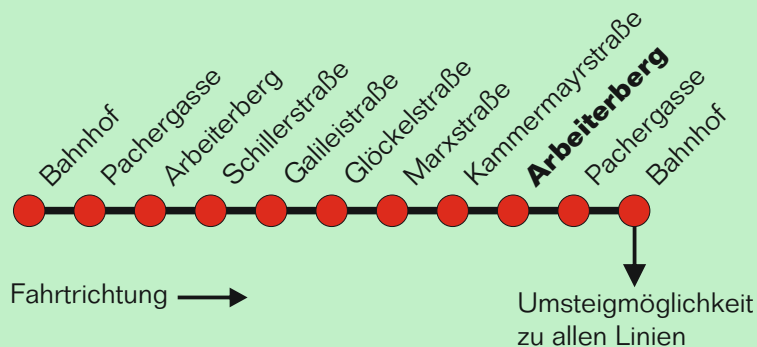 Bahnhof
Pachergasse
Arbeiterberg
Schillerstraße
Galileistraße
Glöckelstraße
Marxstraße
Kammermayrstraße
Arbeiterberg
Pachergasse
Bahnhof
Fahrtrichtung
Umsteigmöglichkeit
zu allen Linien